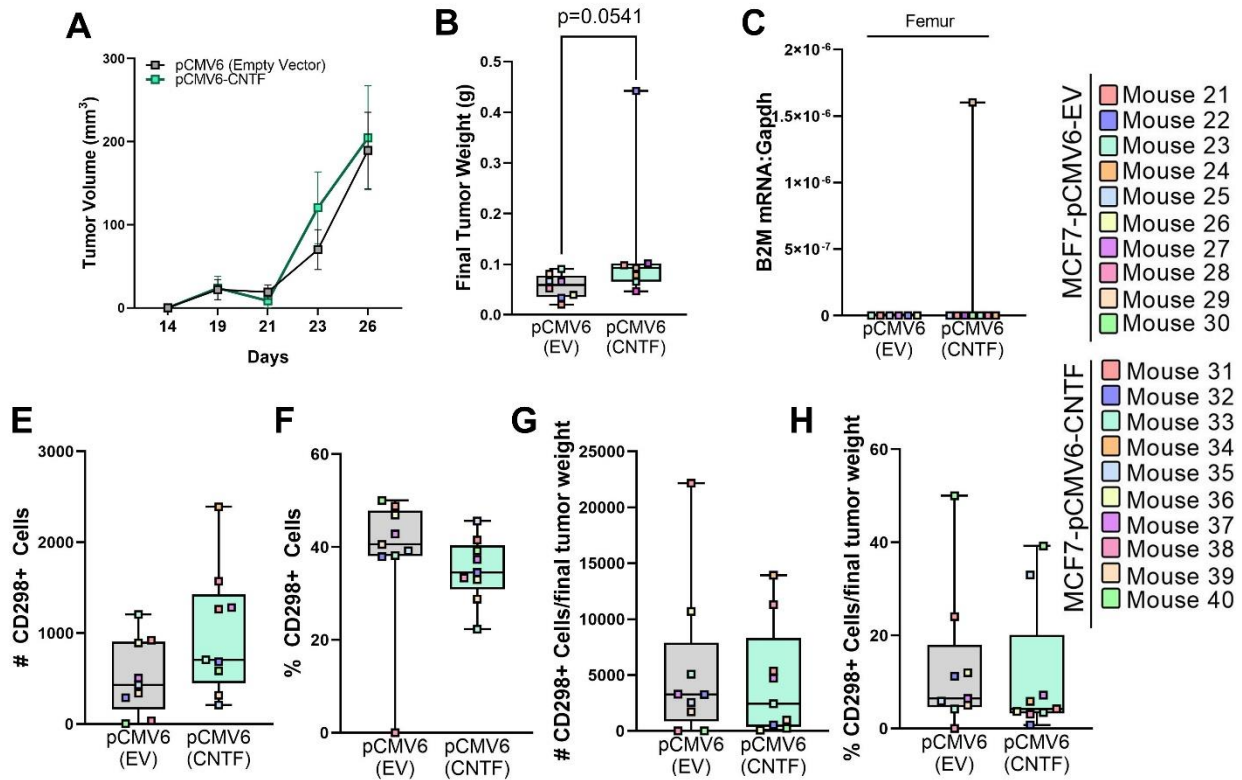 A
pCMV6 (Empty Vector)
pCMV6-CNTF
Tumor Volume (mm³)
300
200
100
0
14 19 21 23 26
Days
B
p=0.0541
Final Tumor Weight (g)
0.5
0.4
0.3
0.2
0.1
0.0
pCMV6 pCMV6
(EV) (CNTF)
C
Femur
B2M mRNA:Gapdh
2×10⁻⁶
1.5×10⁻⁶
1×10⁻⁶
5×10⁻⁷
0
pCMV6 pCMV6
(EV) (CNTF)
MCF7-pCMV6-EV
Mouse 21
Mouse 22
Mouse 23
Mouse 24
Mouse 25
Mouse 26
Mouse 27
Mouse 28
Mouse 29
Mouse 30
MCF7-pCMV6-CNTF
Mouse 31
Mouse 32
Mouse 33
Mouse 34
Mouse 35
Mouse 36
Mouse 37
Mouse 38
Mouse 39
Mouse 40
E
# CD298+ Cells
3000
2000
1000
0
pCMV6 pCMV6
(EV) (CNTF)
F
% CD298+ Cells
60
40
20
0
pCMV6 pCMV6
(EV) (CNTF)
G
# CD298+ Cells/final tumor weight
25000
20000
15000
10000
5000
0
pCMV6 pCMV6
(EV) (CNTF)
H
% CD298+ Cells/final tumor weight
60
40
20
0
pCMV6 pCMV6
(EV) (CNTF)